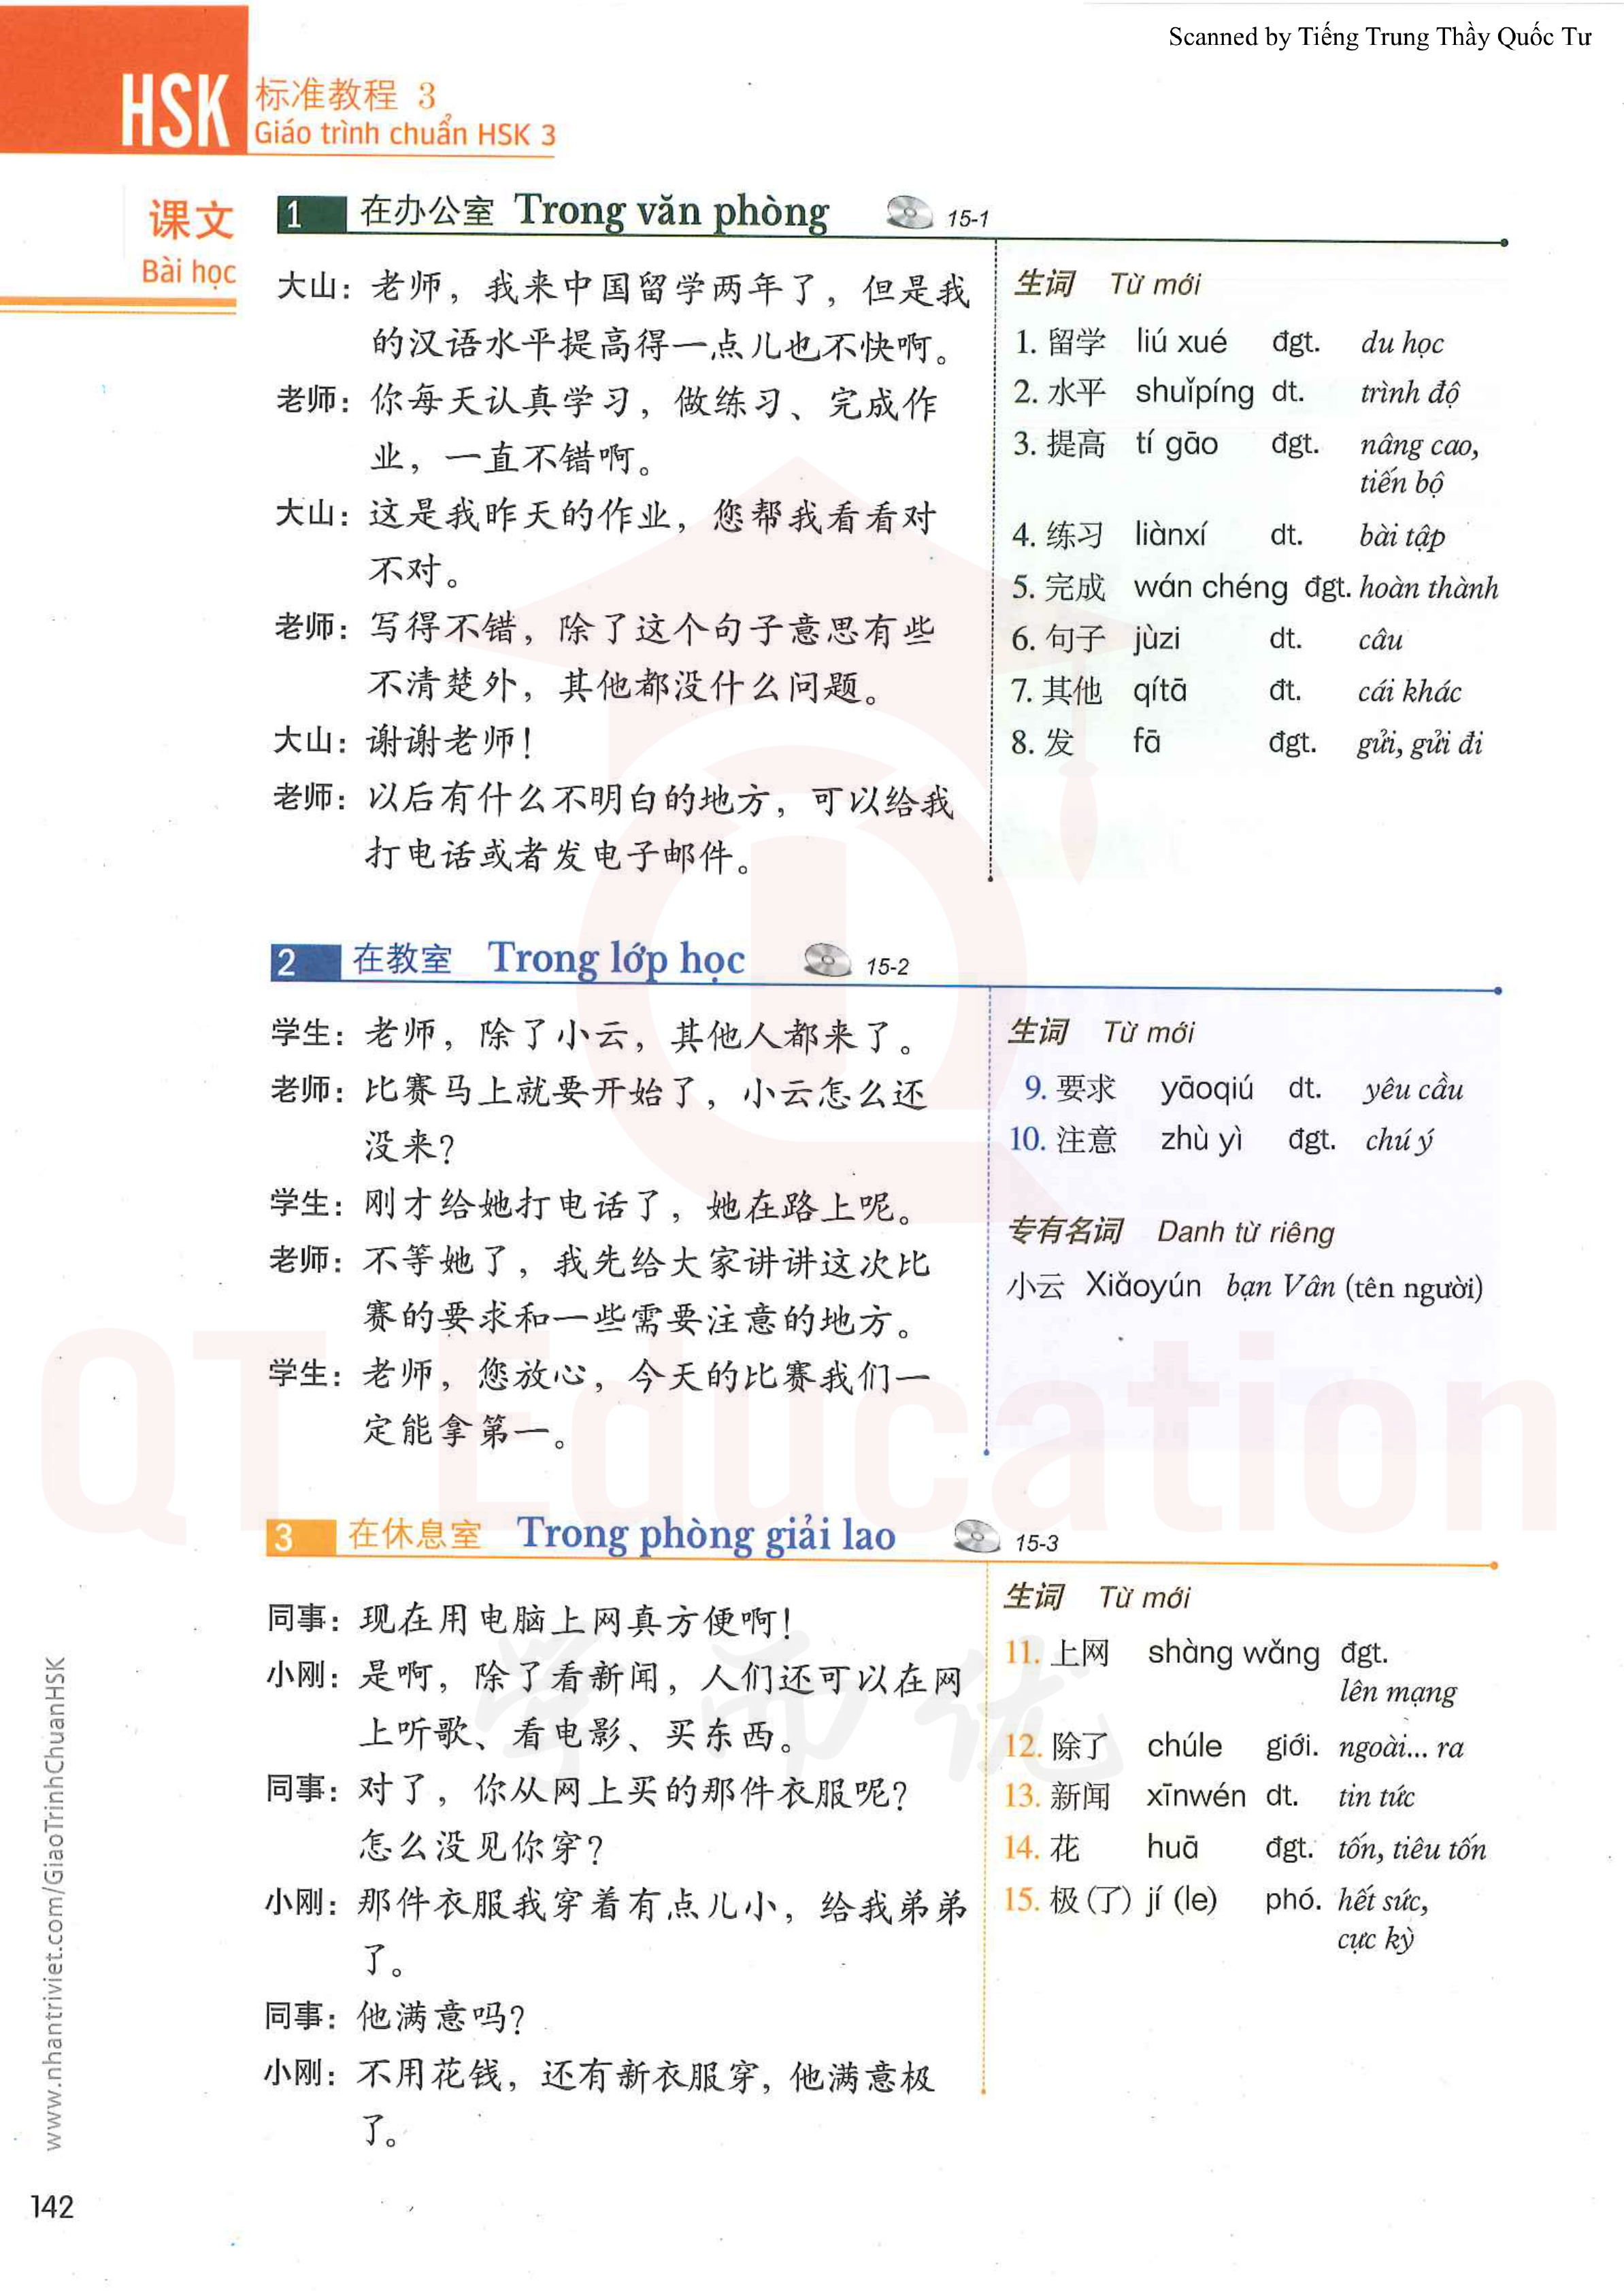 Scanned by Tiếng Trung Thầy Quốc Tư
HSK 标准教程 3
Giáo trình chuẩn HSK 3
课文
Bài học
1 在办公室 Trong văn phòng 15-1
大山：老师，我来中国留学两年了，但是我
的汉语水平提高得一点儿也不快啊。
老师：你每天认真学习，做练习、完成作
业，一直不错啊。
大山：这是我昨天的作业，您帮我看看对
不对。
老师：写得不错，除了这个句子意思有些
不清楚外，其他都没什么问题。
大山：谢谢老师！
老师：以后有什么不明白的地方，可以给我
打电话或者发电子邮件。
生词 Từ mới
1. 留学 liú xué đgt. du học
2. 水平 shuǐpíng dt. trình độ
3. 提高 tí gāo đgt. nâng cao,
tiến bộ
4. 练习 liànxí dt. bài tập
5. 完成 wán chéng đgt. hoàn thành
6. 句子 jùzi dt. câu
7. 其他 qítā đt. cái khác
8. 发 fā đgt. gửi, gửi đi
2 在教室 Trong lớp học 15-2
学生：老师，除了小云，其他人都来了。
老师：比赛马上就要开始了，小云怎么还
没来？
学生：刚才给她打电话了，她在路上呢。
老师：不等她了，我先给大家讲讲这次比
赛的要求和一些需要注意的地方。
学生：老师，您放心，今天的比赛我们一
定能拿第一。
生词 Từ mới
9. 要求 yāoqiú dt. yêu cầu
10. 注意 zhù yì đgt. chú ý
专有名词 Danh từ riêng
小云 Xiǎoyún bạn Vân (tên người)
QT Education
3 在休息室 Trong phòng giải lao 15-3
同事：现在用电脑上网真方便啊！
小刚：是啊，除了看新闻，人们还可以在网
上听歌、看电影、买东西。
同事：对了，你从网上买的那件衣服呢？
怎么没见你穿？
小刚：那件衣服我穿着有点儿小，给我弟弟
了。
同事：他满意吗？
小刚：不用花钱，还有新衣服穿，他满意极
了。
生词 Từ mới
11. 上网 shàng wǎng đgt.
lên mạng
12. 除了 chúle giới. ngoài... ra
13. 新闻 xīnwén dt. tin tức
14. 花 huā đgt. tốn, tiêu tốn
15. 极（了） jí (le) phó. hết sức,
cực kỳ
学而优
www.nhantriviet.com/GiaoTrinhChuanHSK
142